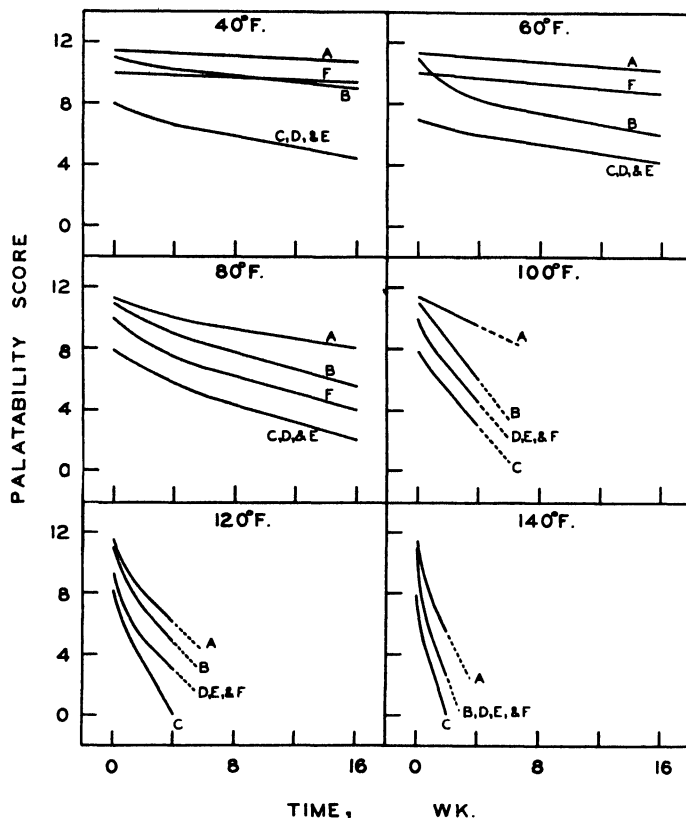 40°F.
12
8
4
0
A
F
B
C,D,&E
60°F.
A
F
B
C,D,&E
PALATABILITY SCORE
80°F.
12
8
4
0
A
B
F
C,D,&E
100°F.
A
B
D,E,&F
C
120°F.
12
8
4
0
A
B
D,E,&F
C
140°F.
A
B,D,E,&F
C
0 8 16
0 8 16
TIME, WK.